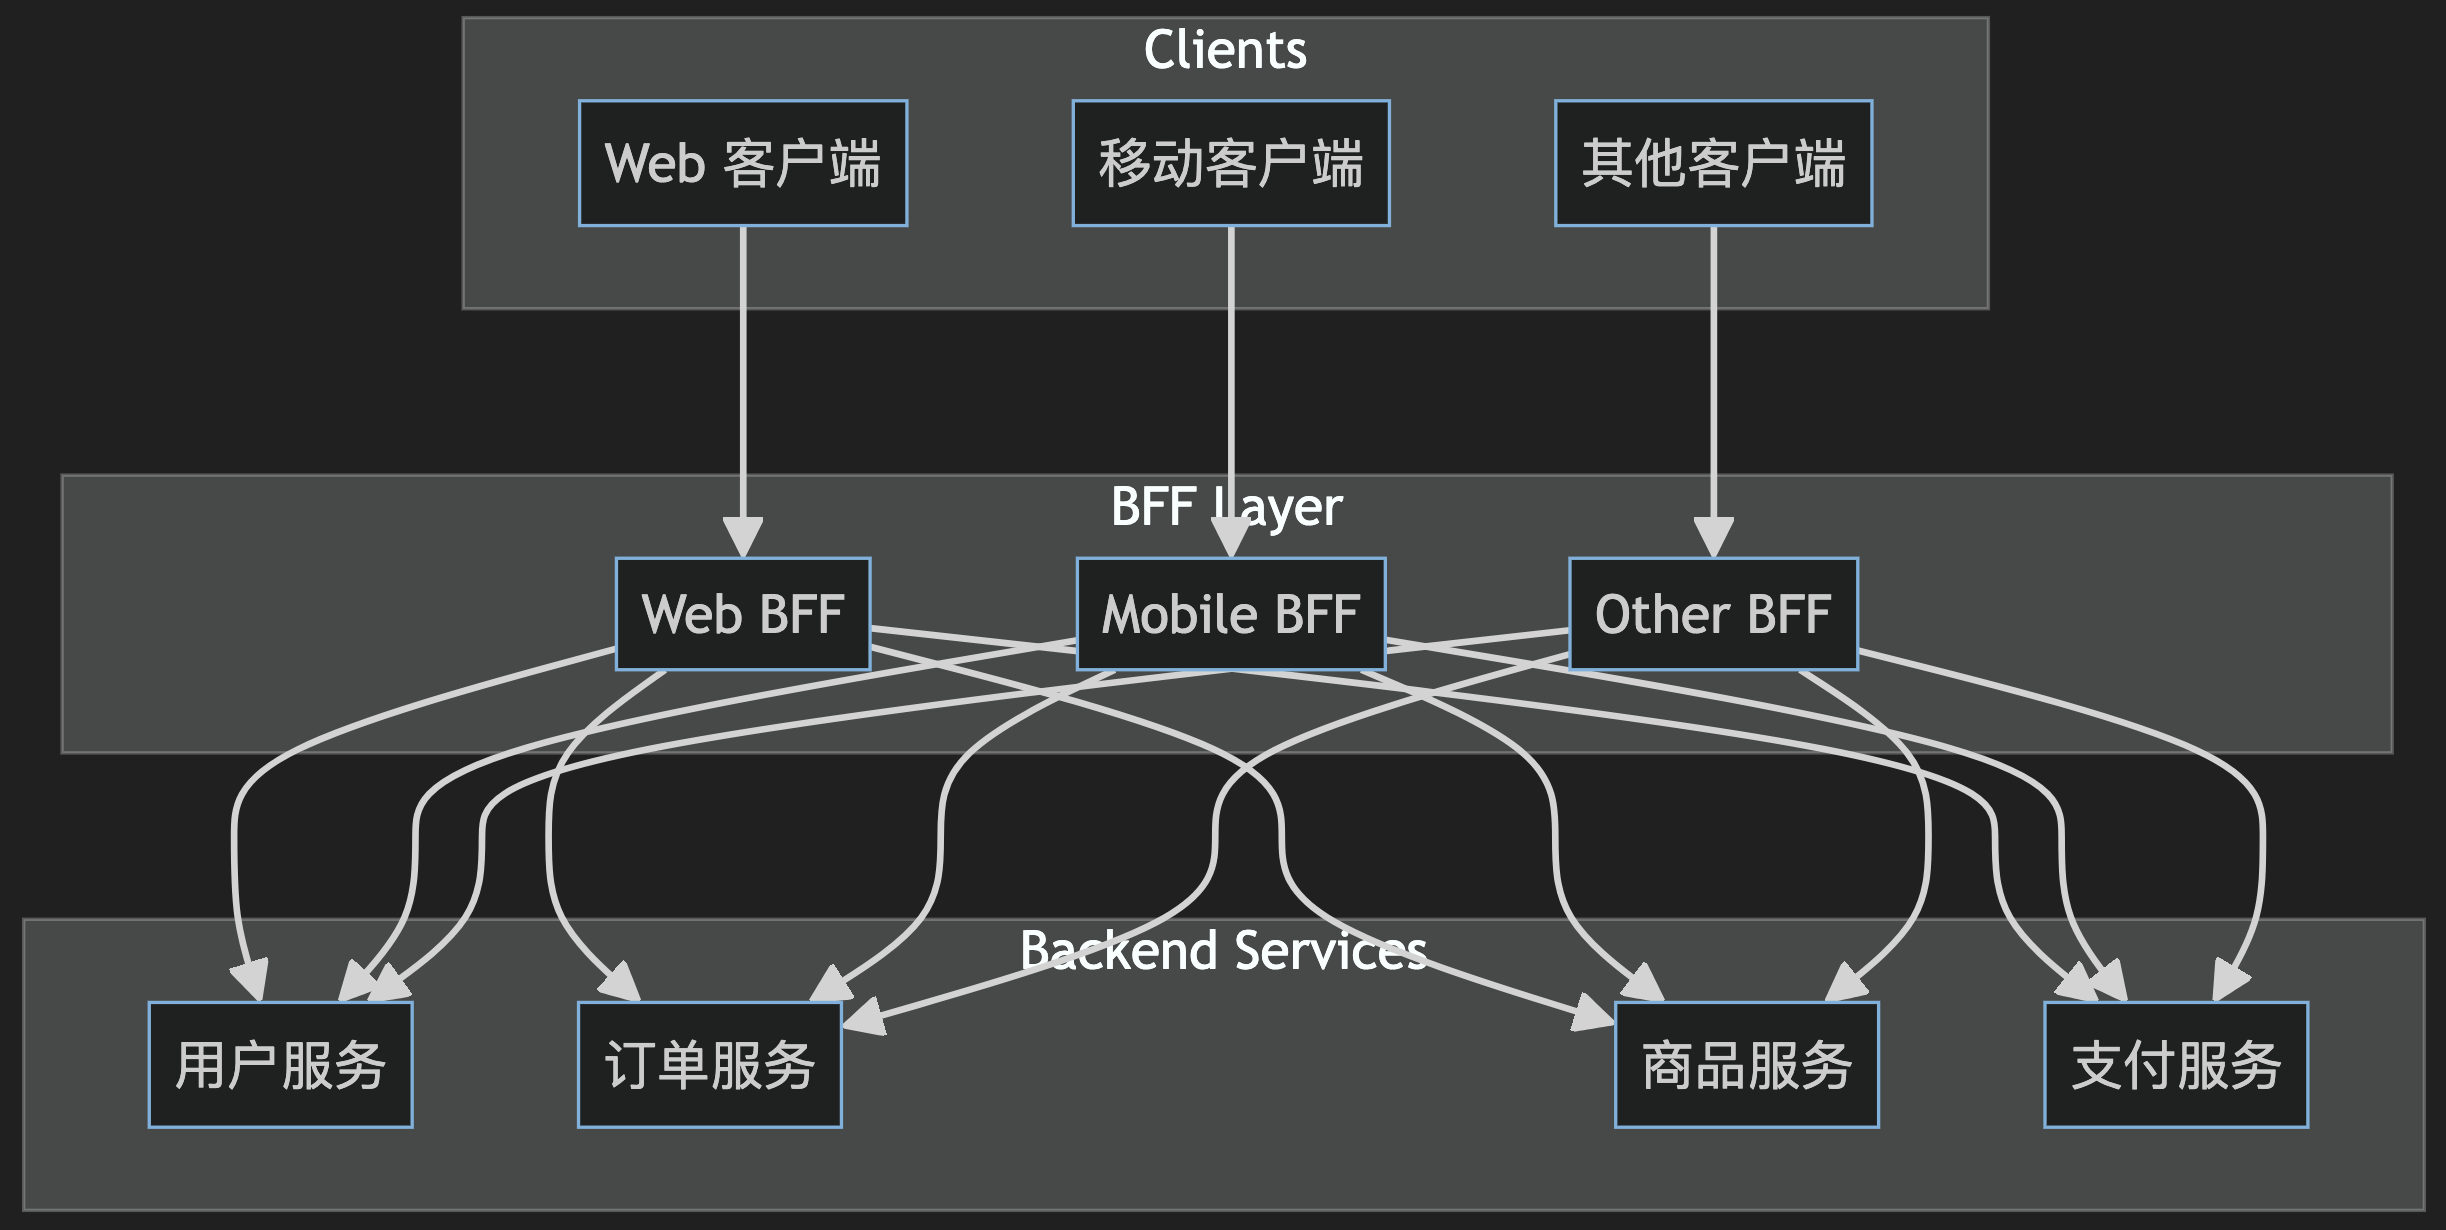 Clients
Web 客户端
移动客户端
其他客户端
BFF Layer
Web BFF
Mobile BFF
Other BFF
Backend Services
用户服务
订单服务
商品服务
支付服务